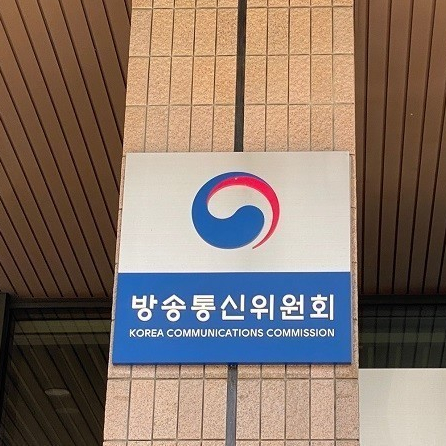 방송통신위원회
KOREA COMMUNICATIONS COMMISSION